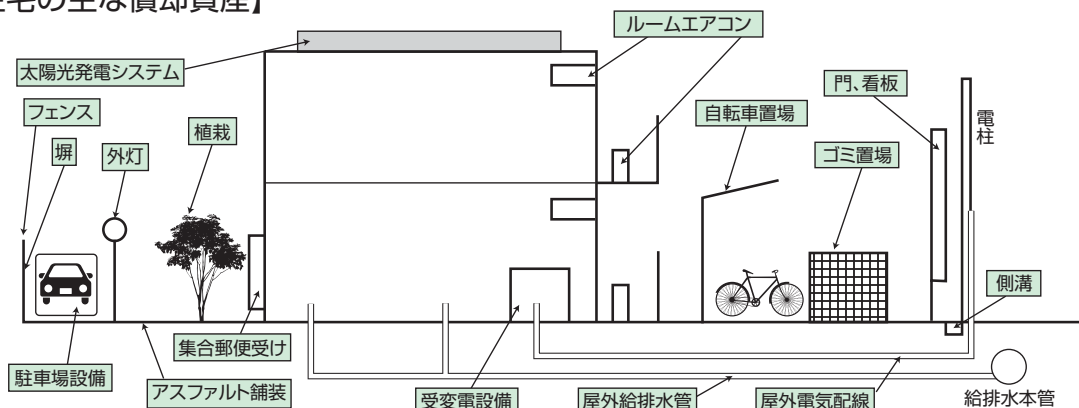 住宅の主な償却資産】
ルームエアコン
太陽光発電システム
門、看板
フェンス
自転車置場
電柱
植栽
塀
外灯
ゴミ置場
側溝
集合郵便受け
駐車場設備
アスファルト舗装
受変電設備
屋外給排水管
屋外電気配線
給排水本管